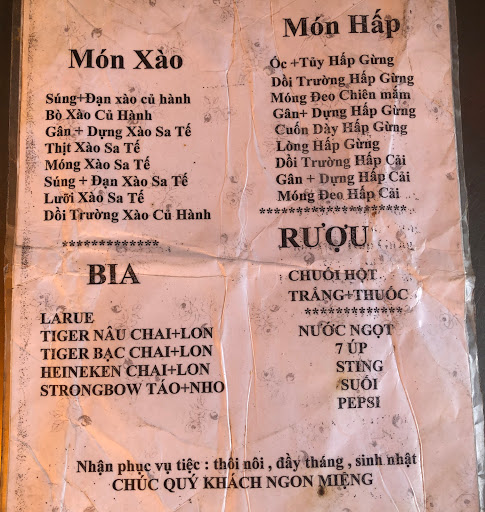 Món Xào
Súng+Đạn xào củ hành
Bò Xào Củ Hành
Gân + Dựng Xào Sa Tế
Thịt Xào Sa Tế
Móng Xào Sa Tế
Súng + Đạn Xào Sa Tế
Lưỡi Xào Sa Tế
Dồi Trường Xào Củ Hành
*************
BIA
LARUE
TIGER NÂU CHAI+LON
TIGER BẠC CHAI+LON
HEINEKEN CHAI+LON
STRONGBOW TÁO+NHO
Món Hấp
Óc +Tủy Hấp Gừng
Dồi Trường Hấp Gừng
Móng Đeo Chiên mắm
Gân+ Dựng Hấp Gừng
Cuốn Dày Hấp Gừng
Lòng Hấp Gừng
Dồi Trường Hấp Cải
Gân + Dựng Hấp Cải
Móng Đeo Hấp Cải
********************
RƯỢU
CHUỐI HỘT
TRẮNG+THUỐC
*************
NƯỚC NGỌT
7 ÚP
STING
SUỐI
PEPSI
Nhận phục vụ tiệc : thôi nôi , đầy tháng , sinh nhật
CHÚC QUÝ KHÁCH NGON MIỆNG